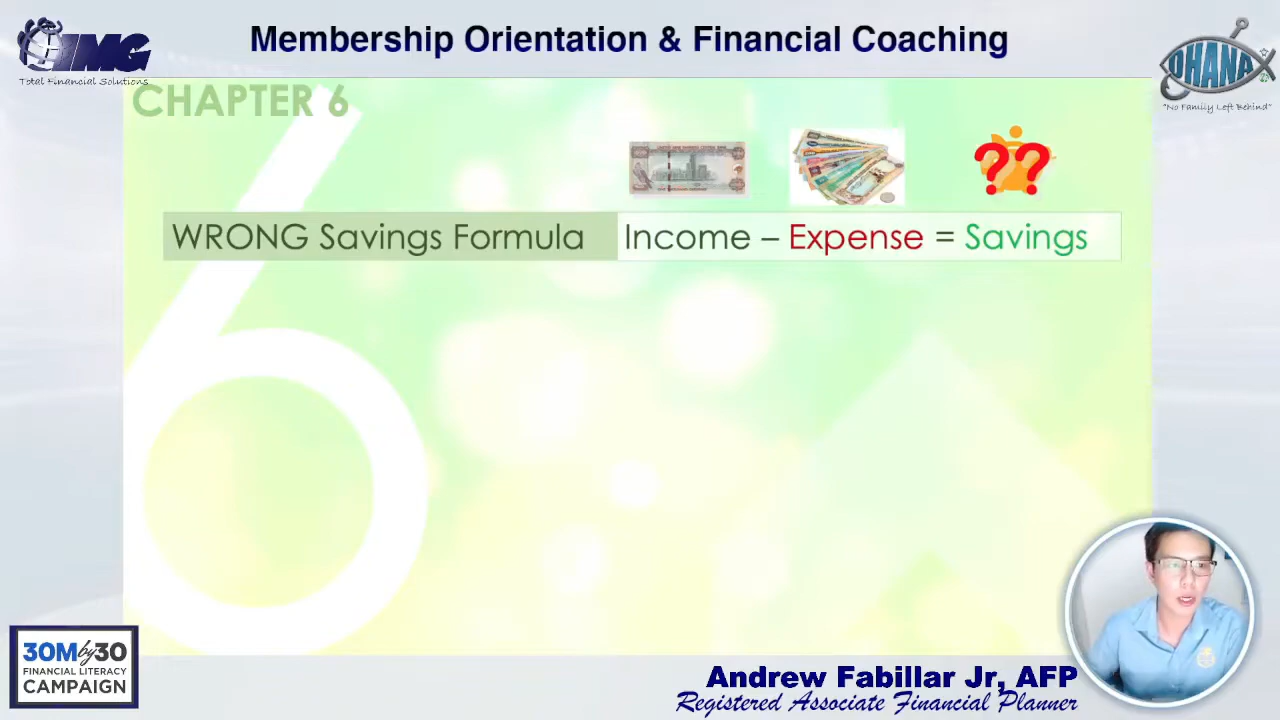 IMG
Total Financial Solutions
Membership Orientation & Financial Coaching
OHANA
"No Family Left Behind"
CHAPTER 6
6
??
WRONG Savings Formula Income – Expense = Savings
30M by 30
FINANCIAL LITERACY
CAMPAIGN
Andrew Fabillar Jr, AFP
Registered Associate Financial Planner